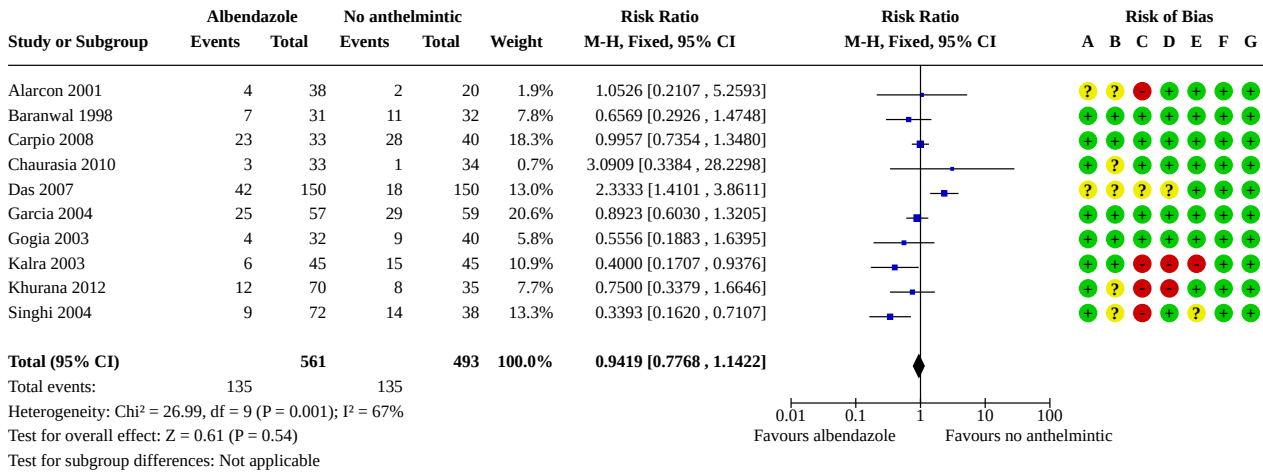 Albendazole No anthelmintic Risk Ratio Risk Ratio Risk of Bias
Study or Subgroup Events Total Events Total Weight M-H, Fixed, 95% CI M-H, Fixed, 95% CI A B C D E F G
Alarcon 2001 4 38 2 20 1.9% 1.0526 [0.2107 , 5.2593] ? ? - + + + +
Baranwal 1998 7 31 11 32 7.8% 0.6569 [0.2926 , 1.4748] + + + + + + +
Carpio 2008 23 33 28 40 18.3% 0.9957 [0.7354 , 1.3480] + + + + + + +
Chaurasia 2010 3 33 1 34 0.7% 3.0909 [0.3384 , 28.2298] + ? + + + + +
Das 2007 42 150 18 150 13.0% 2.3333 [1.4101 , 3.8611] ? ? ? ? + + +
Garcia 2004 25 57 29 59 20.6% 0.8923 [0.6030 , 1.3205] + + + + + + +
Gogia 2003 4 32 9 40 5.8% 0.5556 [0.1883 , 1.6395] + + + + + + +
Kalra 2003 6 45 15 45 10.9% 0.4000 [0.1707 , 0.9376] + + - - - + +
Khurana 2012 12 70 8 35 7.7% 0.7500 [0.3379 , 1.6646] + ? - - + + +
Singhi 2004 9 72 14 38 13.3% 0.3393 [0.1620 , 0.7107] + ? - + ? + +
Total (95% CI) 561 493 100.0% 0.9419 [0.7768 , 1.1422]
Total events: 135 135
Heterogeneity: Chi² = 26.99, df = 9 (P = 0.001); I² = 67%
0.01 0.1 1 10 100
Test for overall effect: Z = 0.61 (P = 0.54) Favours albendazole Favours no anthelmintic
Test for subgroup differences: Not applicable